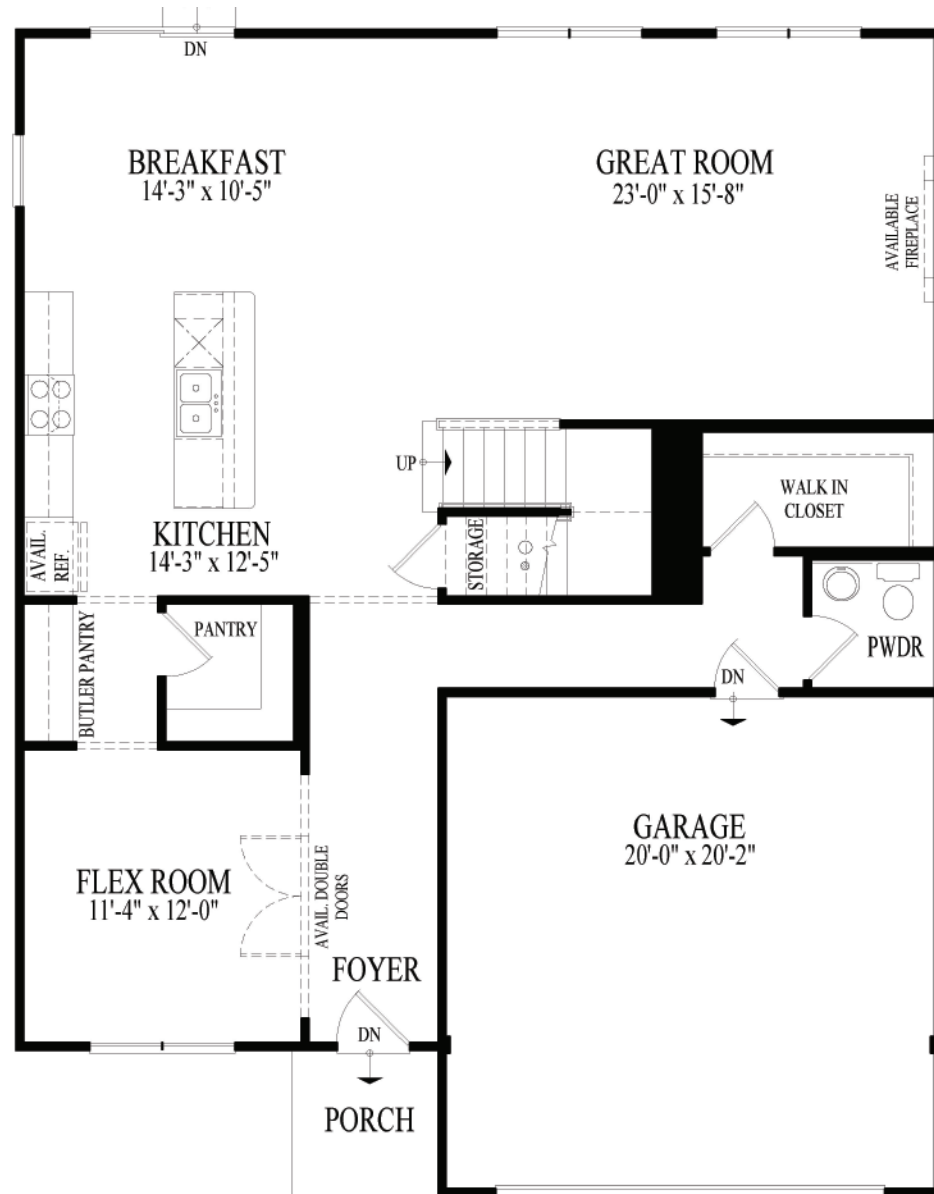 DN
BREAKFAST
14'-3" x 10'-5"
GREAT ROOM
23'-0" x 15'-8"
AVAILABLE
FIREPLACE
UP
WALK IN
CLOSET
KITCHEN
14'-3" x 12'-5"
AVAIL.
REF.
STORAGE
BUTLER PANTRY
PANTRY
PWDR
DN
GARAGE
20'-0" x 20'-2"
FLEX ROOM
11'-4" x 12'-0"
AVAIL. DOUBLE
DOORS
FOYER
DN
PORCH